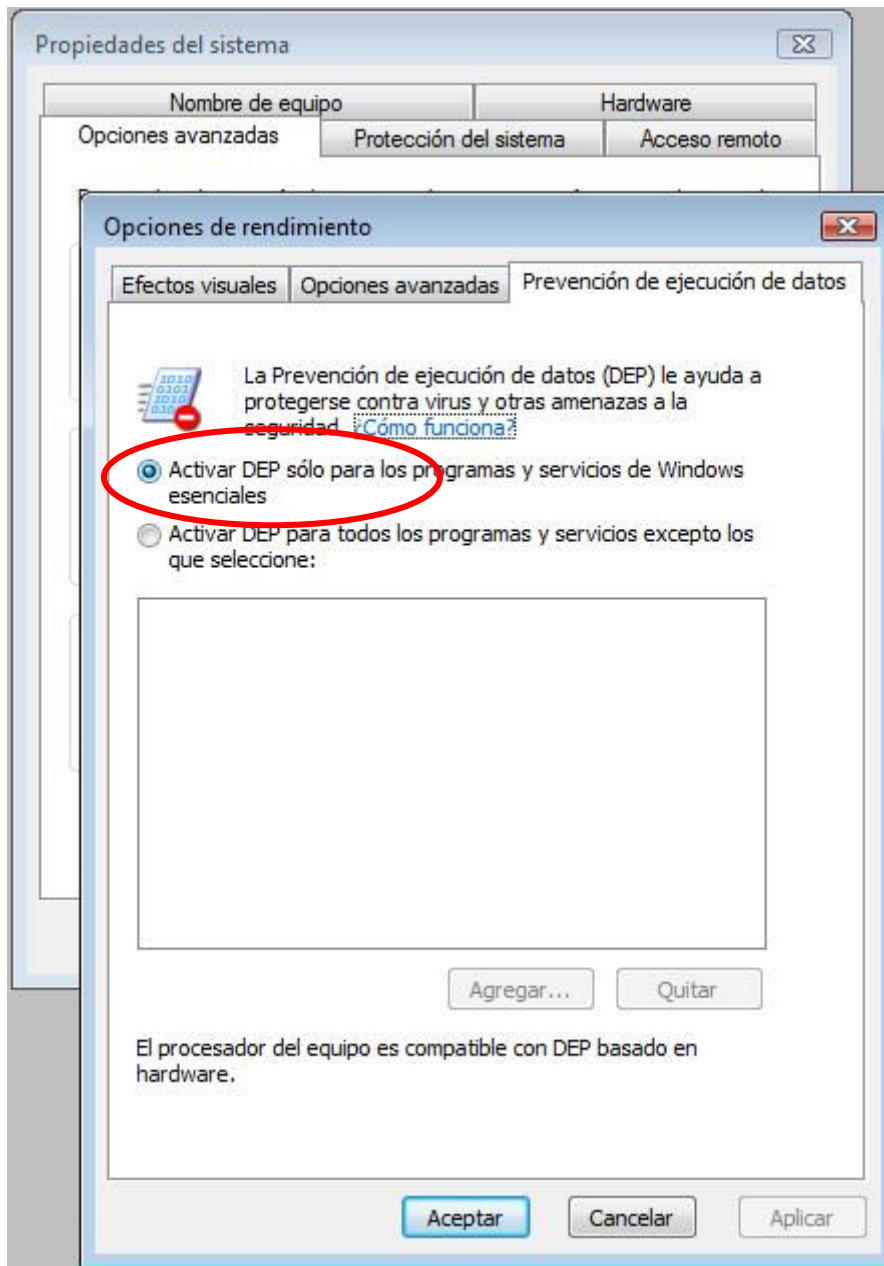 Propiedades del sistema
Nombre de equipo
Hardware
Opciones avanzadas
Protección del sistema
Acceso remoto
Opciones de rendimiento
Efectos visuales
Opciones avanzadas
Prevención de ejecución de datos
La Prevención de ejecución de datos (DEP) le ayuda a
protegerse contra virus y otras amenazas a la
seguridad. ¿Cómo funciona?
Activar DEP sólo para los programas y servicios de Windows
esenciales
Activar DEP para todos los programas y servicios excepto los
que seleccione:
Agregar...
Quitar
El procesador del equipo es compatible con DEP basado en
hardware.
Aceptar
Cancelar
Aplicar